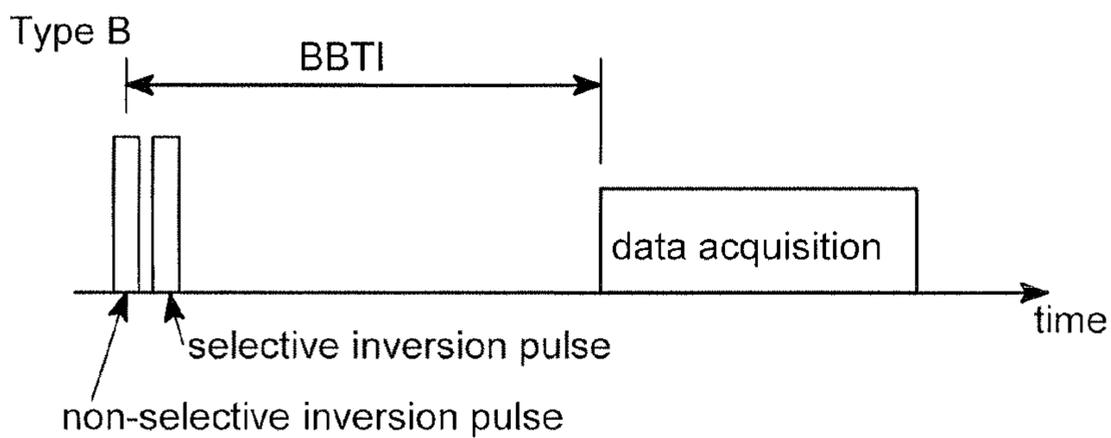 Type B
BBTI
data acquisition
time
selective inversion pulse
non-selective inversion pulse